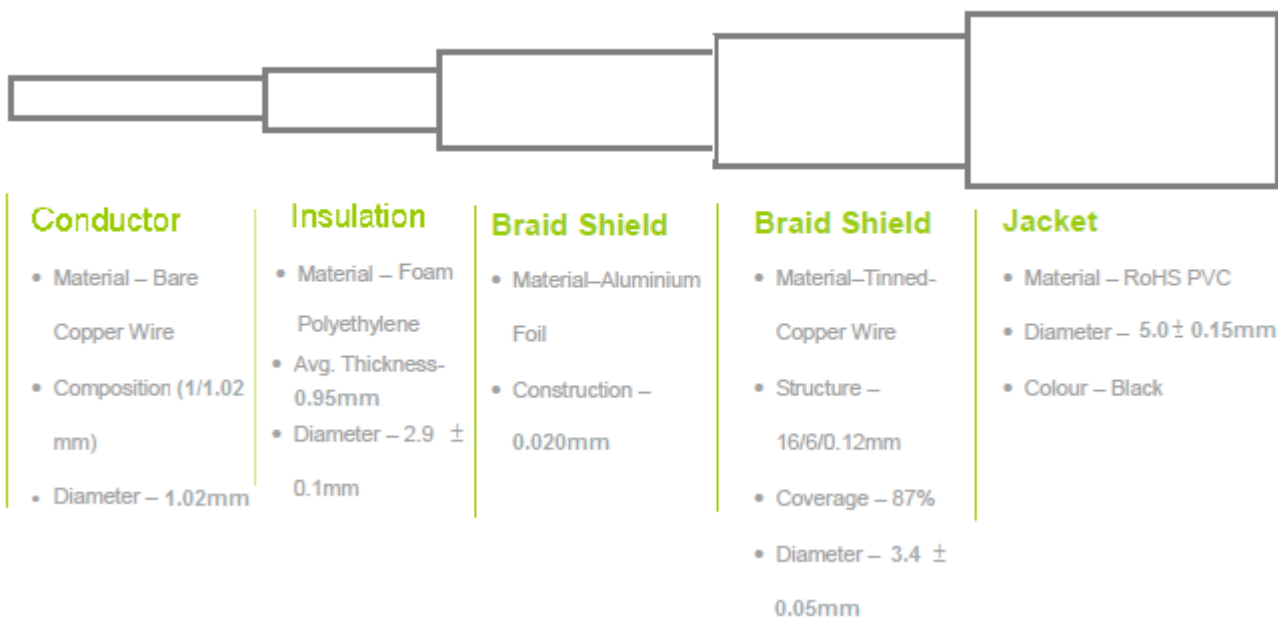 Conductor
• Material – Bare
Copper Wire
• Composition (1/1.02
mm)
• Diameter – 1.02mm
Insulation
• Material – Foam
Polyethylene
• Avg. Thickness-
0.95mm
• Diameter – 2.9 ±
0.1mm
Braid Shield
• Material–Aluminium
Foil
• Construction –
0.020mm
Braid Shield
• Material–Tinned-
Copper Wire
• Structure –
16/6/0.12mm
• Coverage – 87%
• Diameter – 3.4 ±
0.05mm
Jacket
• Material – RoHS PVC
• Diameter – 5.0 ± 0.15mm
• Colour – Black